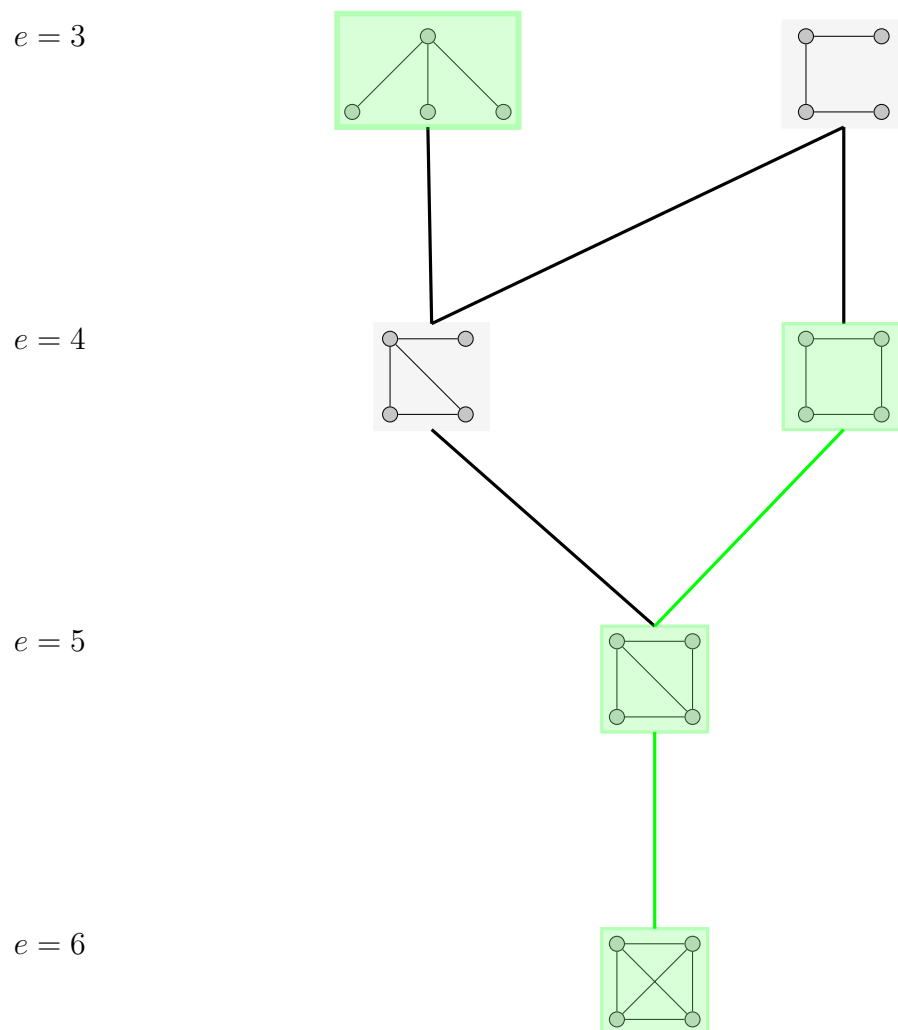 e = 3
e = 4
e = 5
e = 6